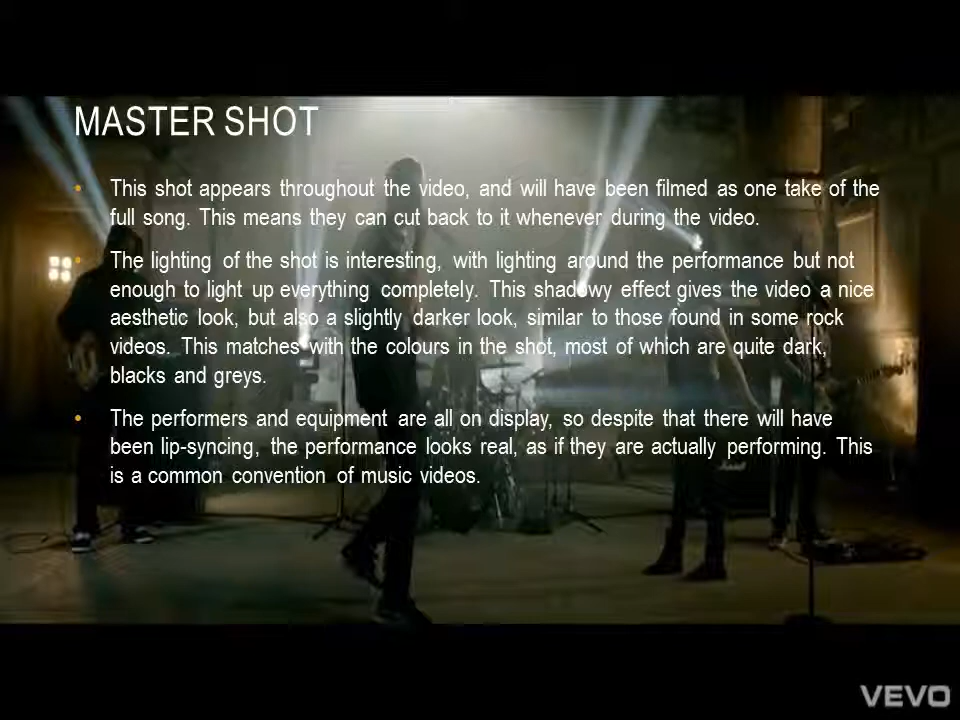 MASTER SHOT
• This shot appears throughout the video, and will have been filmed as one take of the
full song. This means they can cut back to it whenever during the video.
• The lighting of the shot is interesting, with lighting around the performance but not
enough to light up everything completely. This shadowy effect gives the video a nice
aesthetic look, but also a slightly darker look, similar to those found in some rock
videos. This matches with the colours in the shot, most of which are quite dark,
blacks and greys.
• The performers and equipment are all on display, so despite that there will have
been lip-syncing, the performance looks real, as if they are actually performing. This
is a common convention of music videos.
VEVO